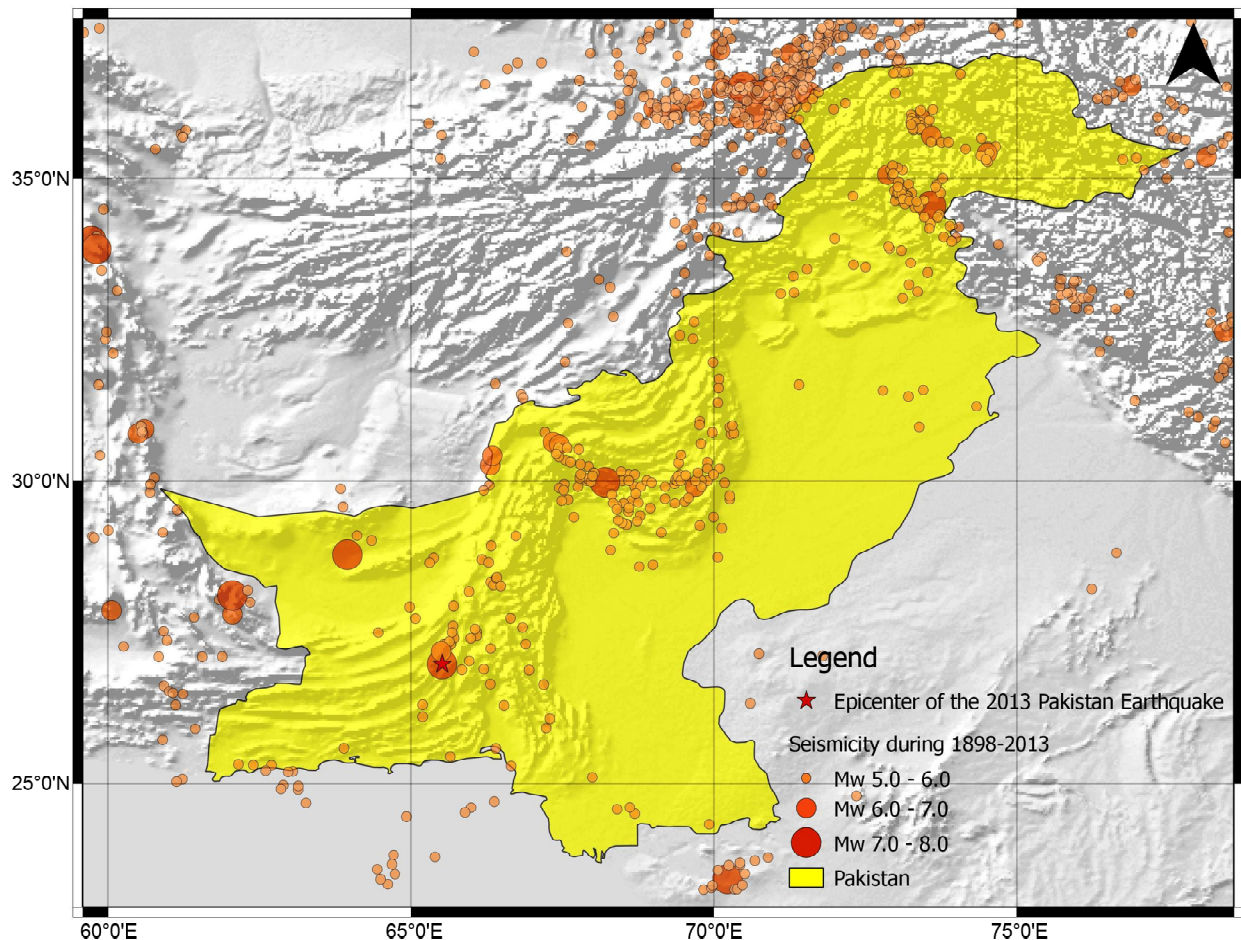 35°0'N
30°0'N
25°0'N
Legend
Epicenter of the 2013 Pakistan Earthquake
Seismicity during 1898-2013
Mw 5.0 - 6.0
Mw 6.0 - 7.0
Mw 7.0 - 8.0
Pakistan
60°0'E
65°0'E
70°0'E
75°0'E